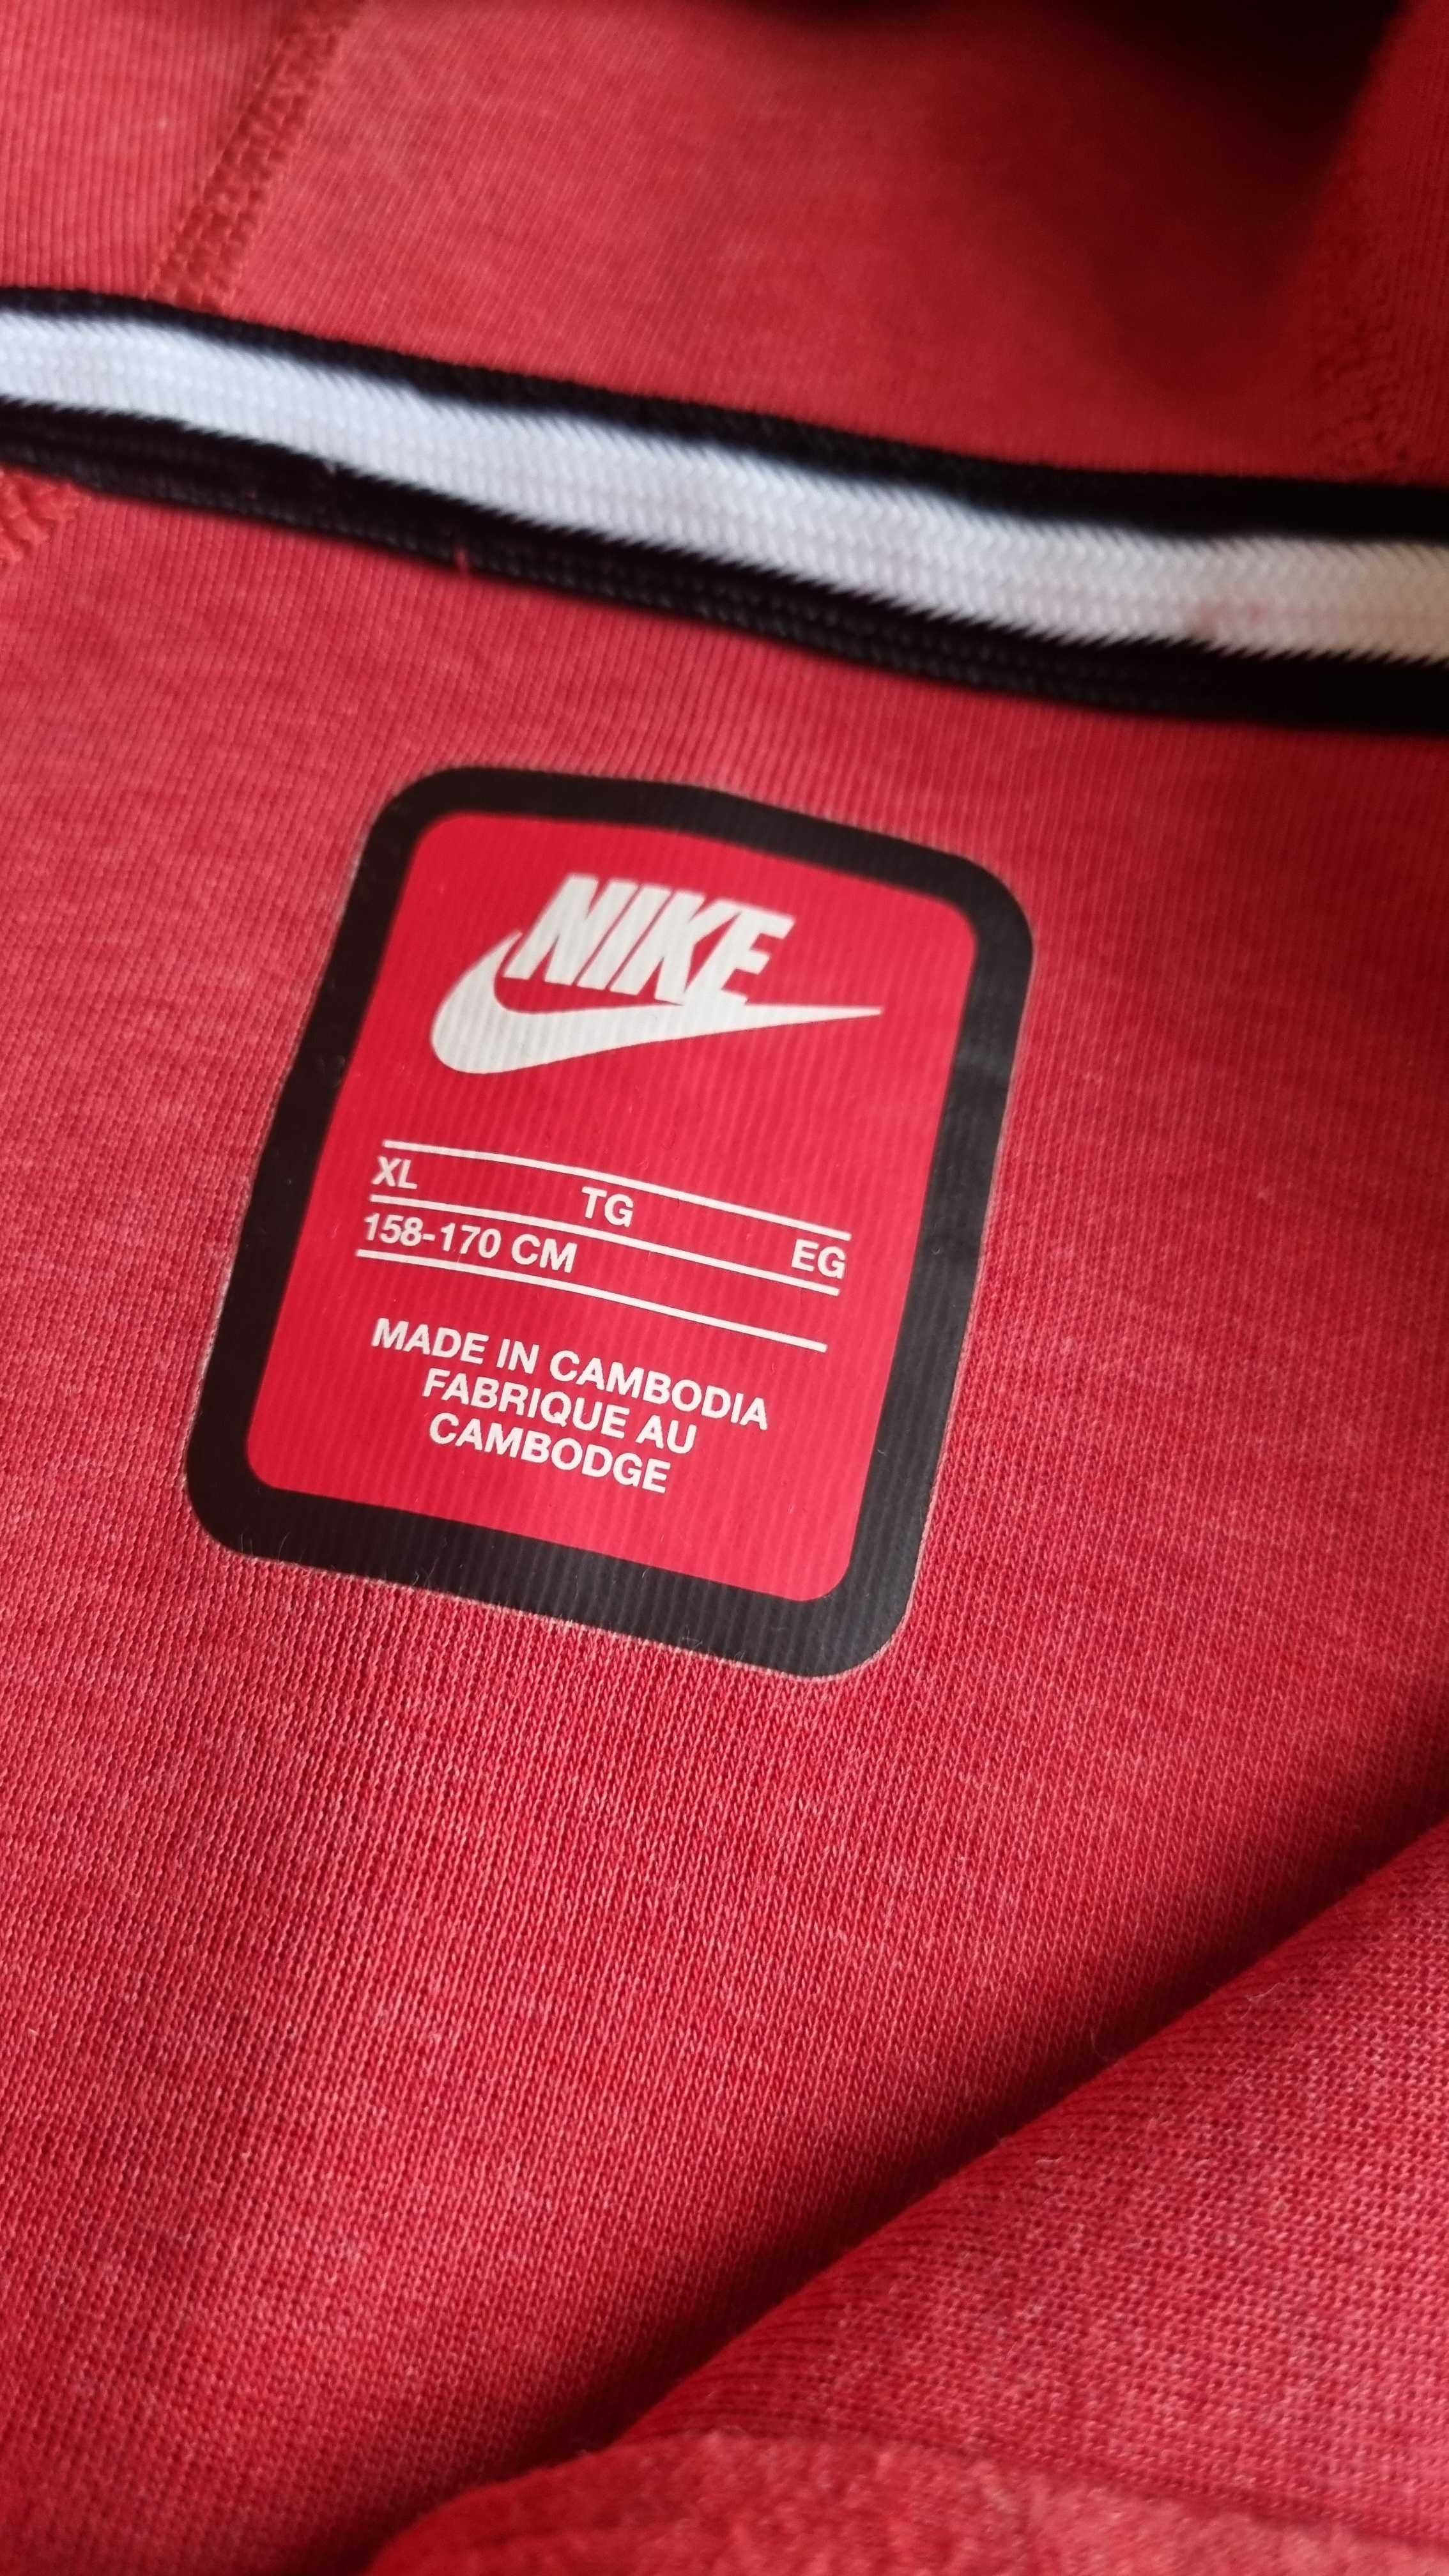 NIKE
XL TG EG
158-170 CM
MADE IN CAMBODIA
FABRIQUE AU
CAMBODGE